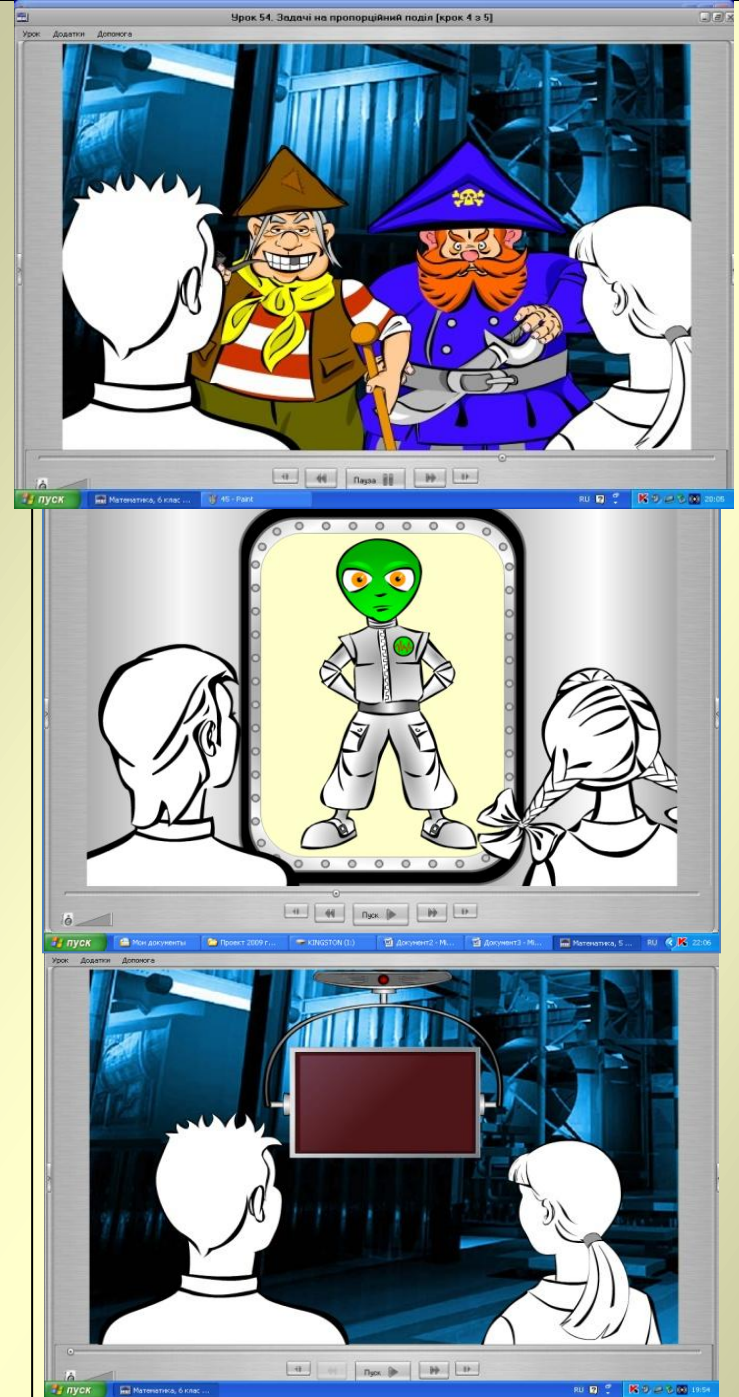 Урок 54. Задачі на пропорційний поділ [крок 4 з 5]
Урок Додатки Допомога
Пауза
пуск Математика, 6 клас ... 45 - Paint RU 20:05
Пуск
пуск Мои документы Проект 2009 г... KINGSTON (I:) Документ2 - Mi... Документ3 - Mi... Математика, 5 ... RU 22:06
Урок Додатки Допомога
Пуск
пуск Математика, 6 клас ... RU 19:54